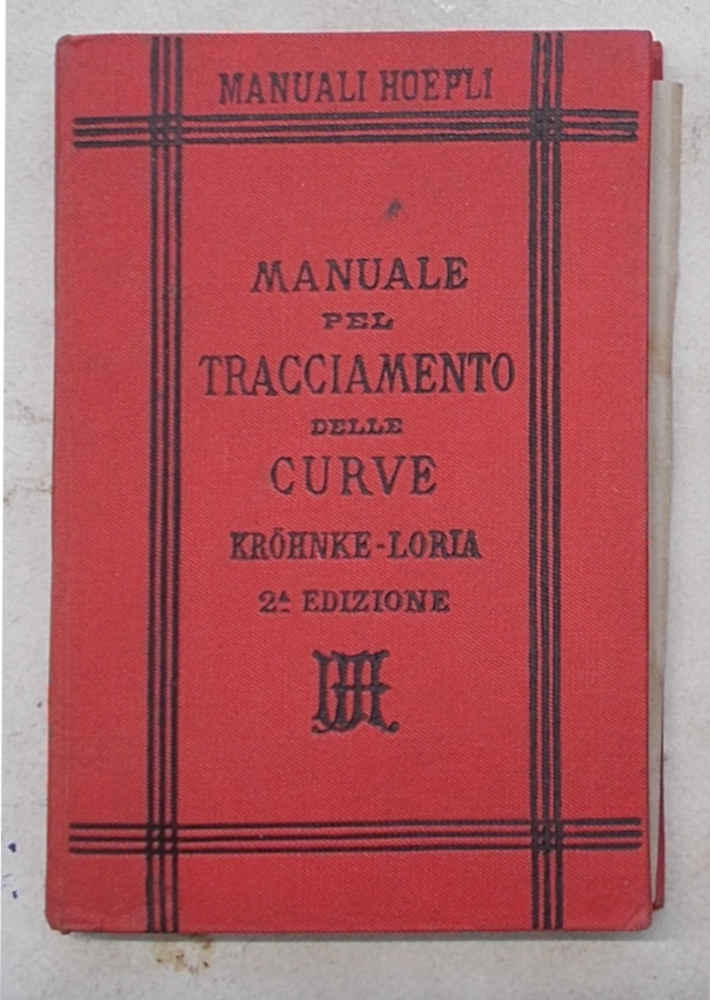 MANUALI HOEPLI
MANUALE
PEL
TRACCIAMENTO
DELLE
CURVE
KRÖHNKE-LORIA
2ª EDIZIONE